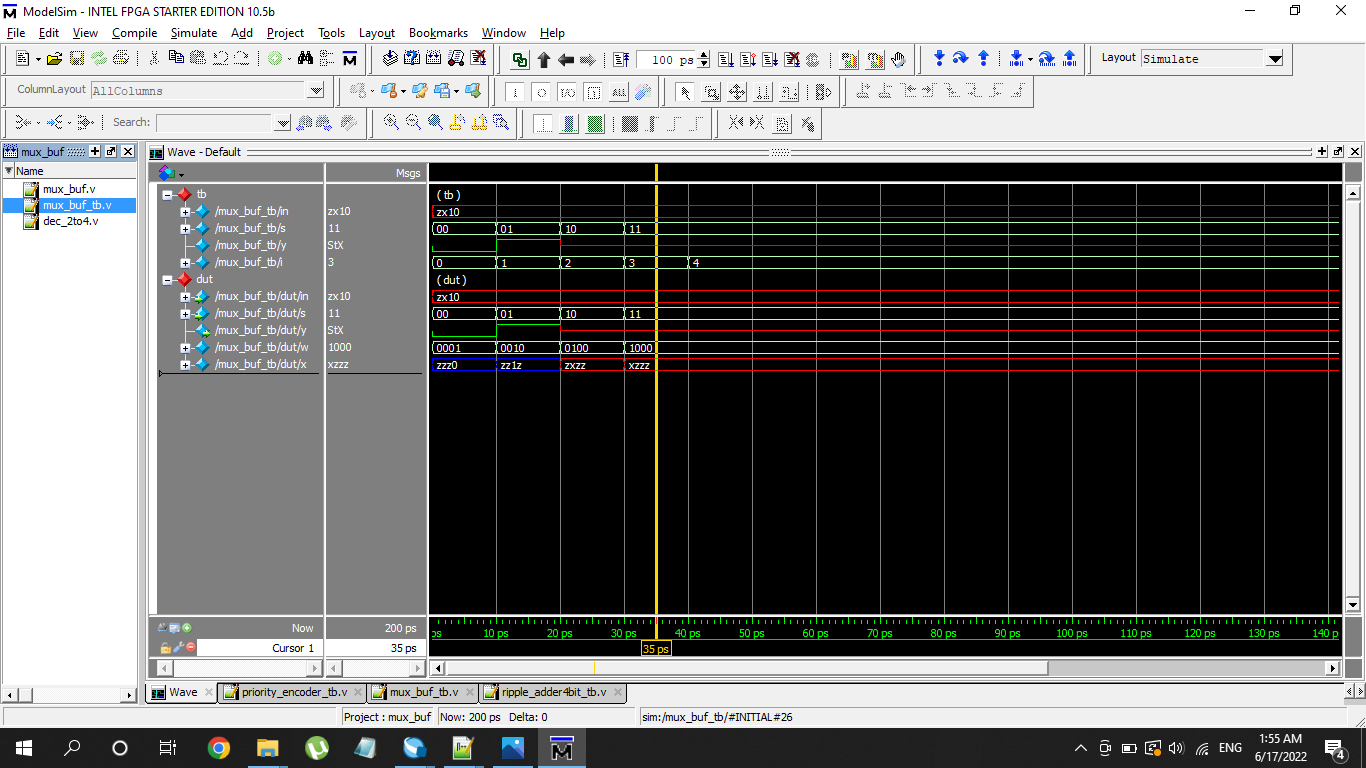 ModelSim - INTEL FPGA STARTER EDITION 10.5b
File Edit View Compile Simulate Add Project Tools Layout Bookmarks Window Help
100 ps
Layout Simulate
ColumnLayout AllColumns
Search:
mux_buf
Name
mux_buf.v
mux_buf_tb.v
dec_2to4.v
Wave - Default
Msgs
tb (tb)
/mux_buf_tb/in zx10 zx10
/mux_buf_tb/s 11 00 01 10 11
/mux_buf_tb/y StX
/mux_buf_tb/i 3 0 1 2 3 4
dut (dut)
/mux_buf_tb/dut/in zx10 zx10
/mux_buf_tb/dut/s 11 00 01 10 11
/mux_buf_tb/dut/y StX
/mux_buf_tb/dut/w 1000 0001 0010 0100 1000
/mux_buf_tb/dut/x xzzz zzz0 zz1z zxzz xzzz
Now 200 ps ps 10 ps 20 ps 30 ps 40 ps 50 ps 60 ps 70 ps 80 ps 90 ps 100 ps 110 ps 120 ps 130 ps 140 p
Cursor 1 35 ps 35 ps
Wave priority_encoder_tb.v mux_buf_tb.v ripple_adder4bit_tb.v
Project : mux_buf Now: 200 ps Delta: 0 sim:/mux_buf_tb/#INITIAL#26
ENG 1:55 AM
6/17/2022
4